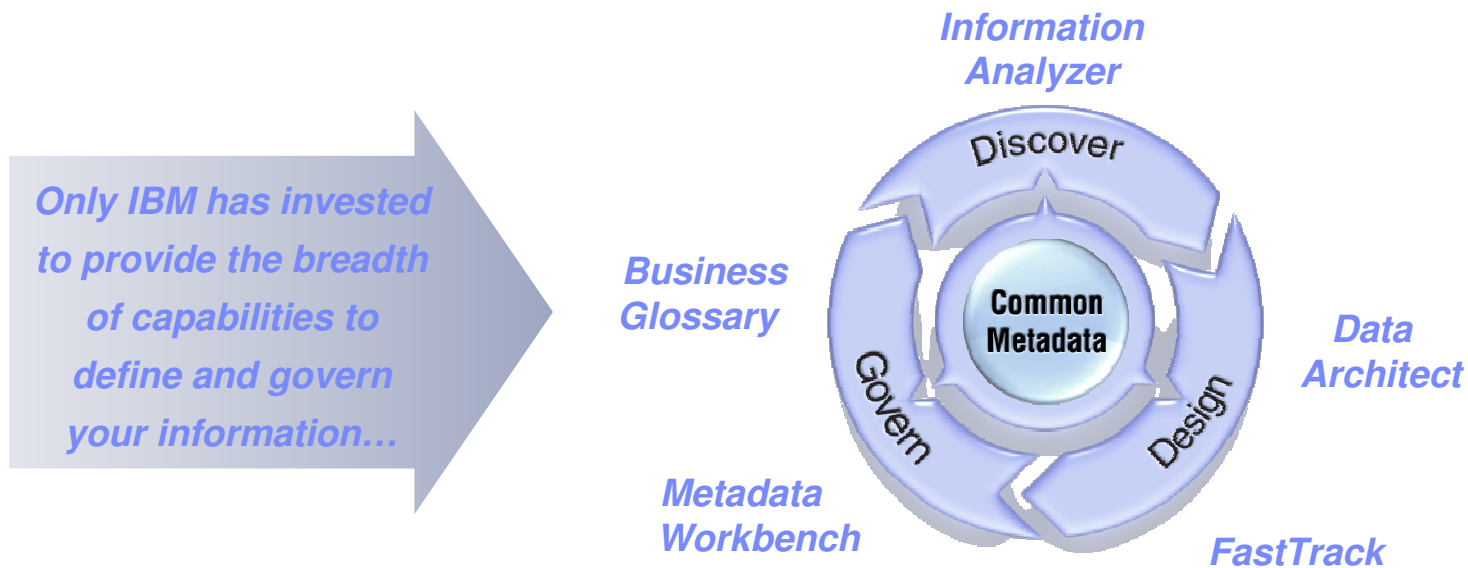 Only IBM has invested
to provide the breadth
of capabilities to
define and govern
your information…
Information
Analyzer
Discover
Business
Glossary
Common
Metadata
Data
Architect
Govern
Design
Metadata
Workbench
FastTrack